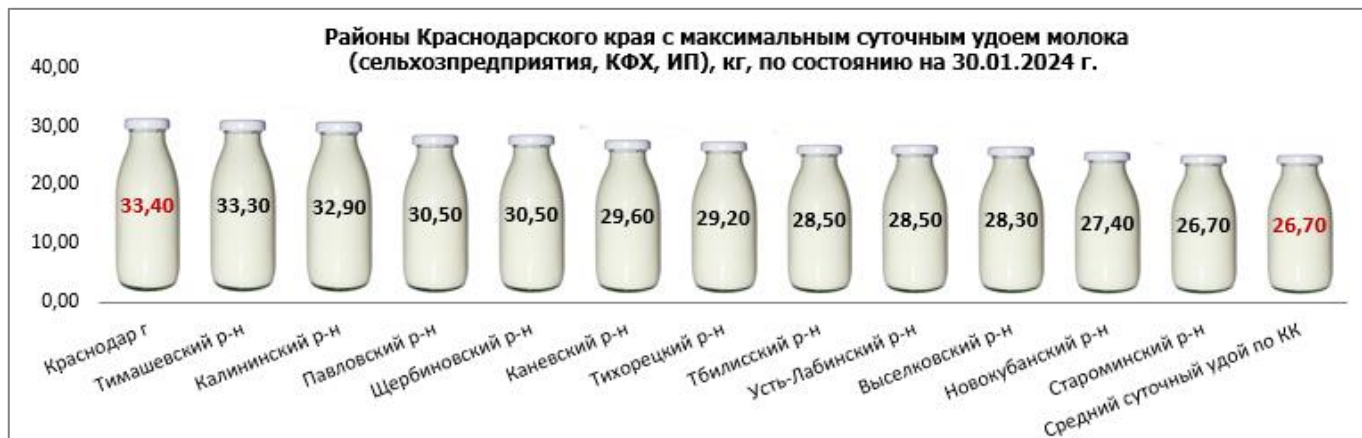 Районы Краснодарского края с максимальным суточным удоем молока
(сельхозпредприятия, КФХ, ИП), кг, по состоянию на 30.01.2024 г.
40,00
30,00
20,00
10,00
0,00
33,40
33,30
32,90
30,50
30,50
29,60
29,20
28,50
28,50
28,30
27,40
26,70
26,70
Краснодар г
Тимашевский р-н
Калининский р-н
Павловский р-н
Щербиновский р-н
Каневский р-н
Тихорецкий р-н
Тбилисский р-н
Усть-Лабинский р-н
Выселковский р-н
Новокубанский р-н
Староминский р-н
Средний суточный удой по КК